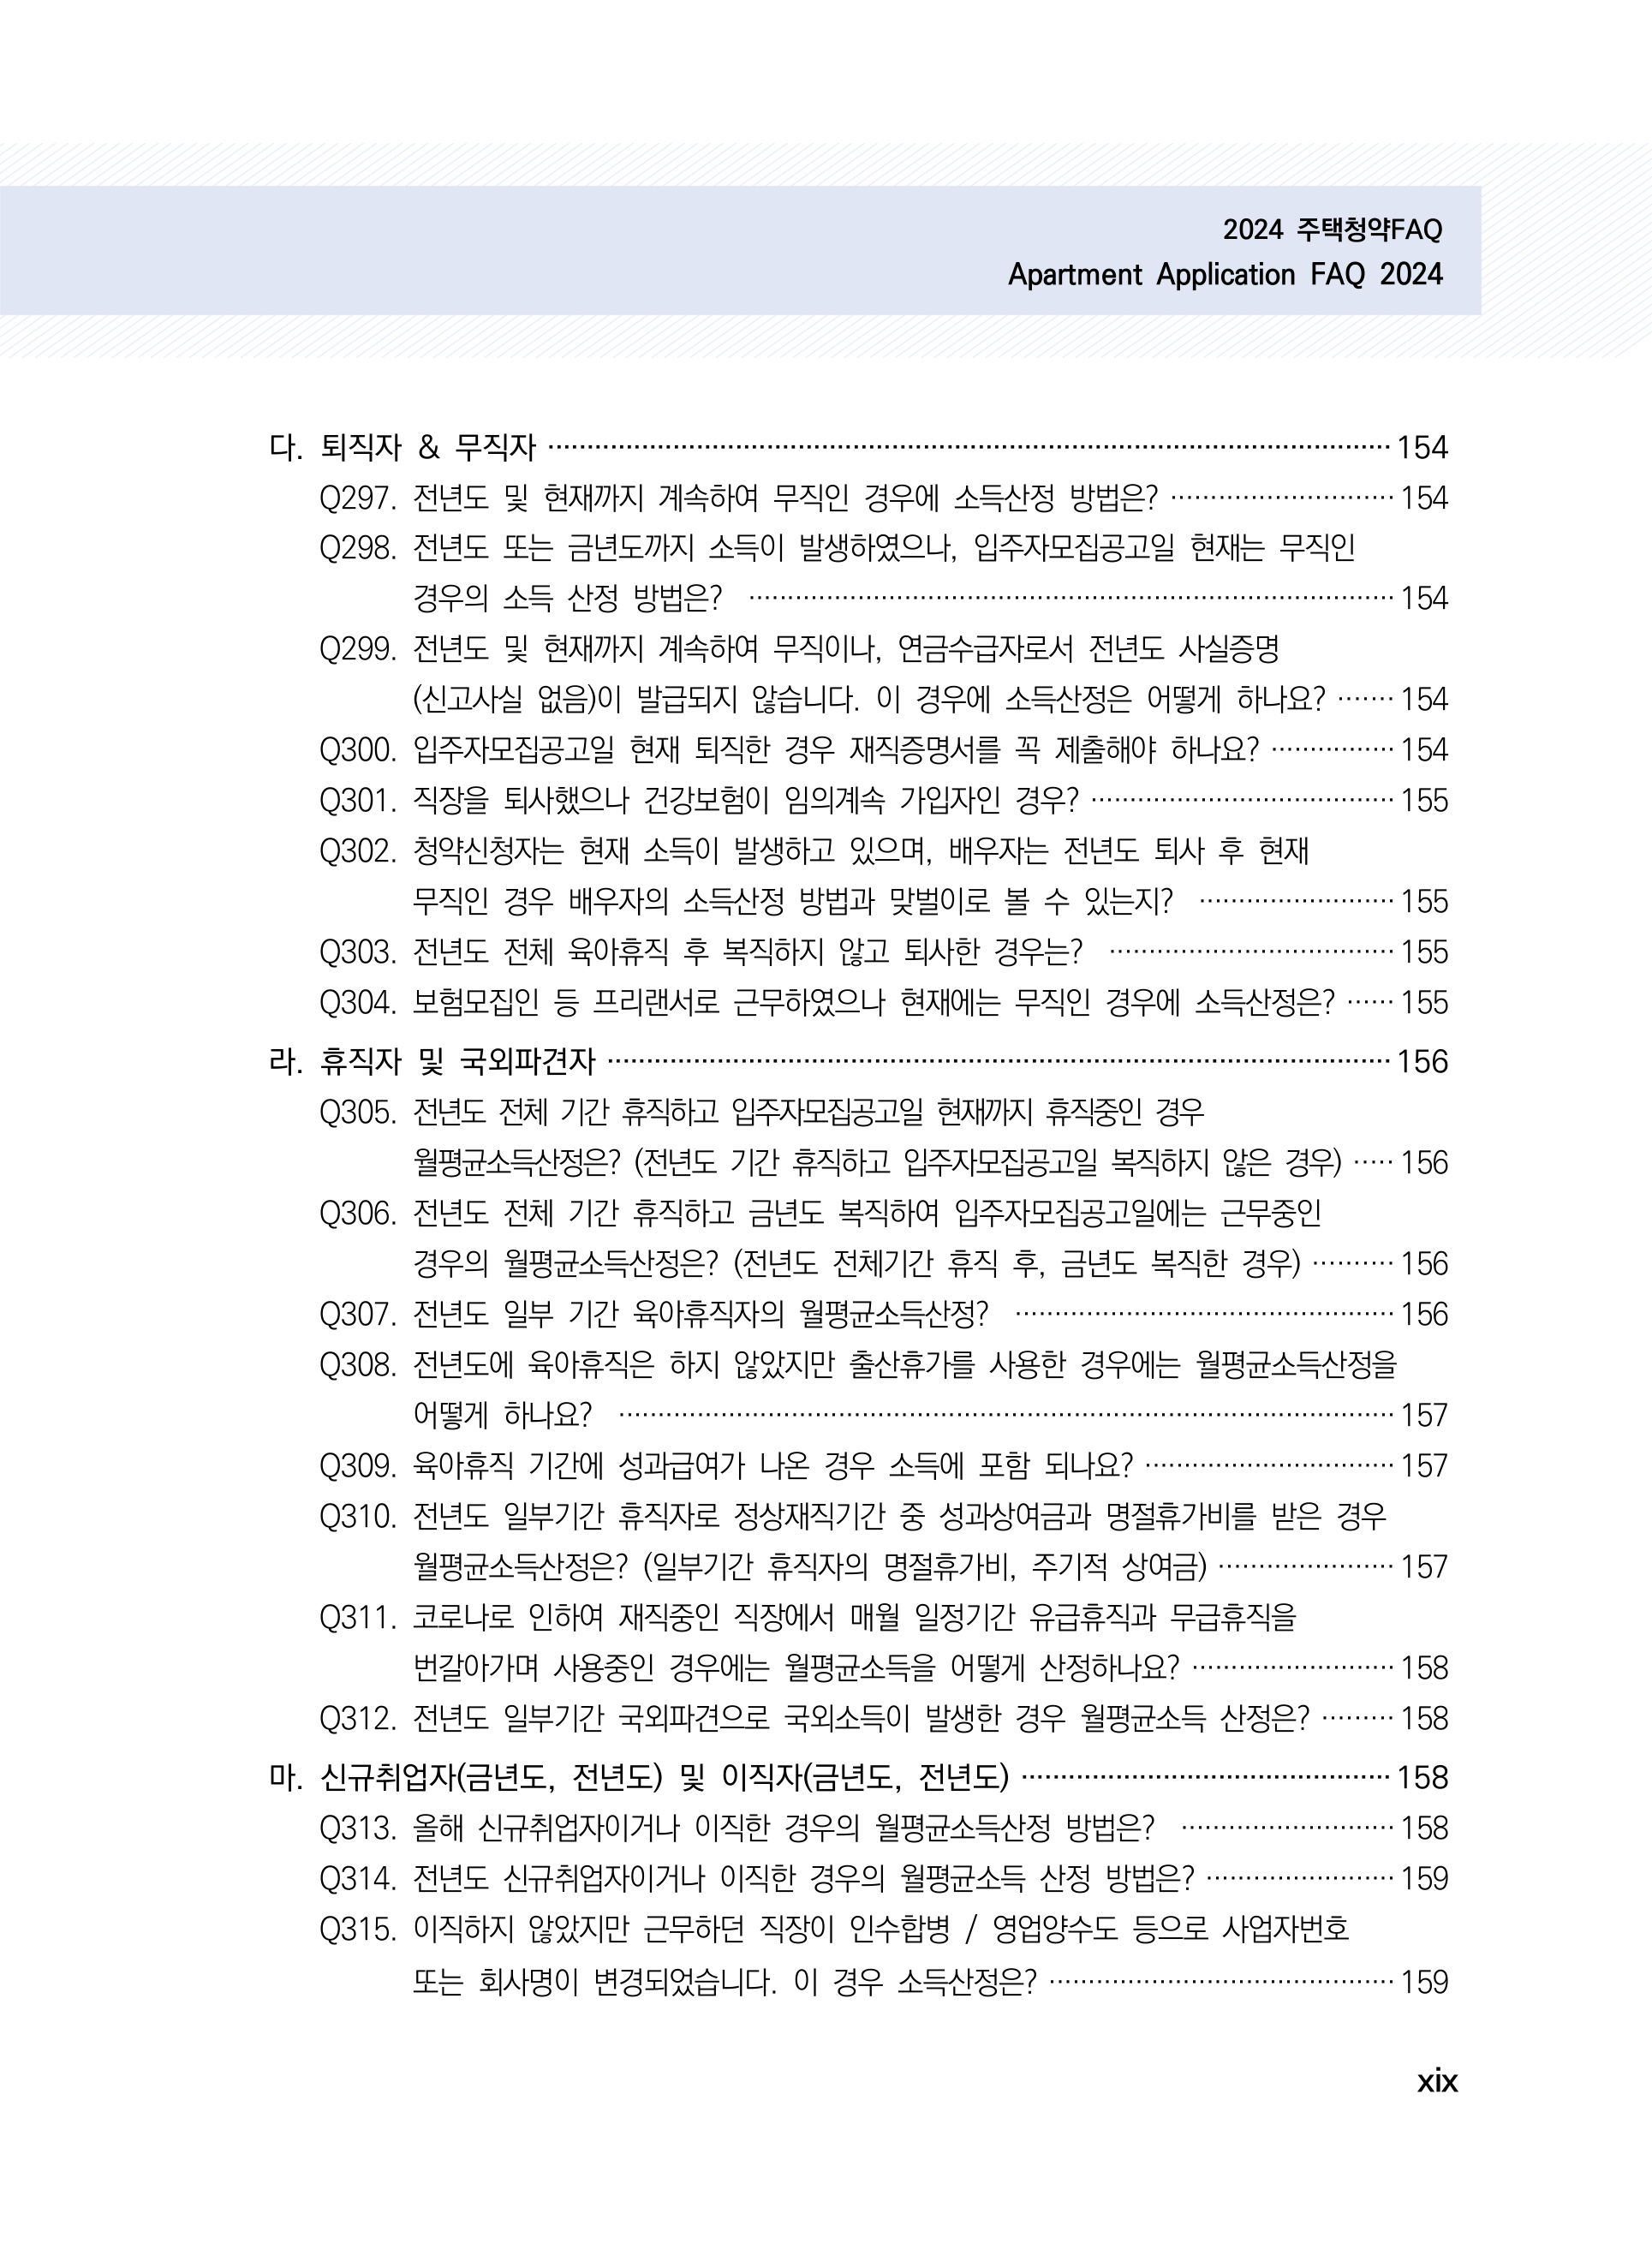 2024 주택청약FAQ
Apartment Application FAQ 2024
다. 퇴직자 & 무직자 154
Q297. 전년도 및 현재까지 계속하여 무직인 경우에 소득산정 방법은? 154
Q298. 전년도 또는 금년도까지 소득이 발생하였으나, 입주자모집공고일 현재는 무직인
경우의 소득 산정 방법은? 154
Q299. 전년도 및 현재까지 계속하여 무직이나, 연금수급자로서 전년도 사실증명
(신고사실 없음)이 발급되지 않습니다. 이 경우에 소득산정은 어떻게 하나요? 154
Q300. 입주자모집공고일 현재 퇴직한 경우 재직증명서를 꼭 제출해야 하나요? 154
Q301. 직장을 퇴사했으나 건강보험이 임의계속 가입자인 경우? 155
Q302. 청약신청자는 현재 소득이 발생하고 있으며, 배우자는 전년도 퇴사 후 현재
무직인 경우 배우자의 소득산정 방법과 맞벌이로 볼 수 있는지? 155
Q303. 전년도 전체 육아휴직 후 복직하지 않고 퇴사한 경우는? 155
Q304. 보험모집인 등 프리랜서로 근무하였으나 현재에는 무직인 경우에 소득산정은? 155
라. 휴직자 및 국외파견자 156
Q305. 전년도 전체 기간 휴직하고 입주자모집공고일 현재까지 휴직중인 경우
월평균소득산정은? (전년도 기간 휴직하고 입주자모집공고일 복직하지 않은 경우) 156
Q306. 전년도 전체 기간 휴직하고 금년도 복직하여 입주자모집공고일에는 근무중인
경우의 월평균소득산정은? (전년도 전체기간 휴직 후, 금년도 복직한 경우) 156
Q307. 전년도 일부 기간 육아휴직자의 월평균소득산정? 156
Q308. 전년도에 육아휴직은 하지 않았지만 출산휴가를 사용한 경우에는 월평균소득산정을
어떻게 하나요? 157
Q309. 육아휴직 기간에 성과급여가 나온 경우 소득에 포함 되나요? 157
Q310. 전년도 일부기간 휴직자로 정상재직기간 중 성과상여금과 명절휴가비를 받은 경우
월평균소득산정은? (일부기간 휴직자의 명절휴가비, 주기적 상여금) 157
Q311. 코로나로 인하여 재직중인 직장에서 매월 일정기간 유급휴직과 무급휴직을
번갈아가며 사용중인 경우에는 월평균소득을 어떻게 산정하나요? 158
Q312. 전년도 일부기간 국외파견으로 국외소득이 발생한 경우 월평균소득 산정은? 158
마. 신규취업자(금년도, 전년도) 및 이직자(금년도, 전년도) 158
Q313. 올해 신규취업자이거나 이직한 경우의 월평균소득산정 방법은? 158
Q314. 전년도 신규취업자이거나 이직한 경우의 월평균소득 산정 방법은? 159
Q315. 이직하지 않았지만 근무하던 직장이 인수합병 / 영업양수도 등으로 사업자번호
또는 회사명이 변경되었습니다. 이 경우 소득산정은? 159
xix